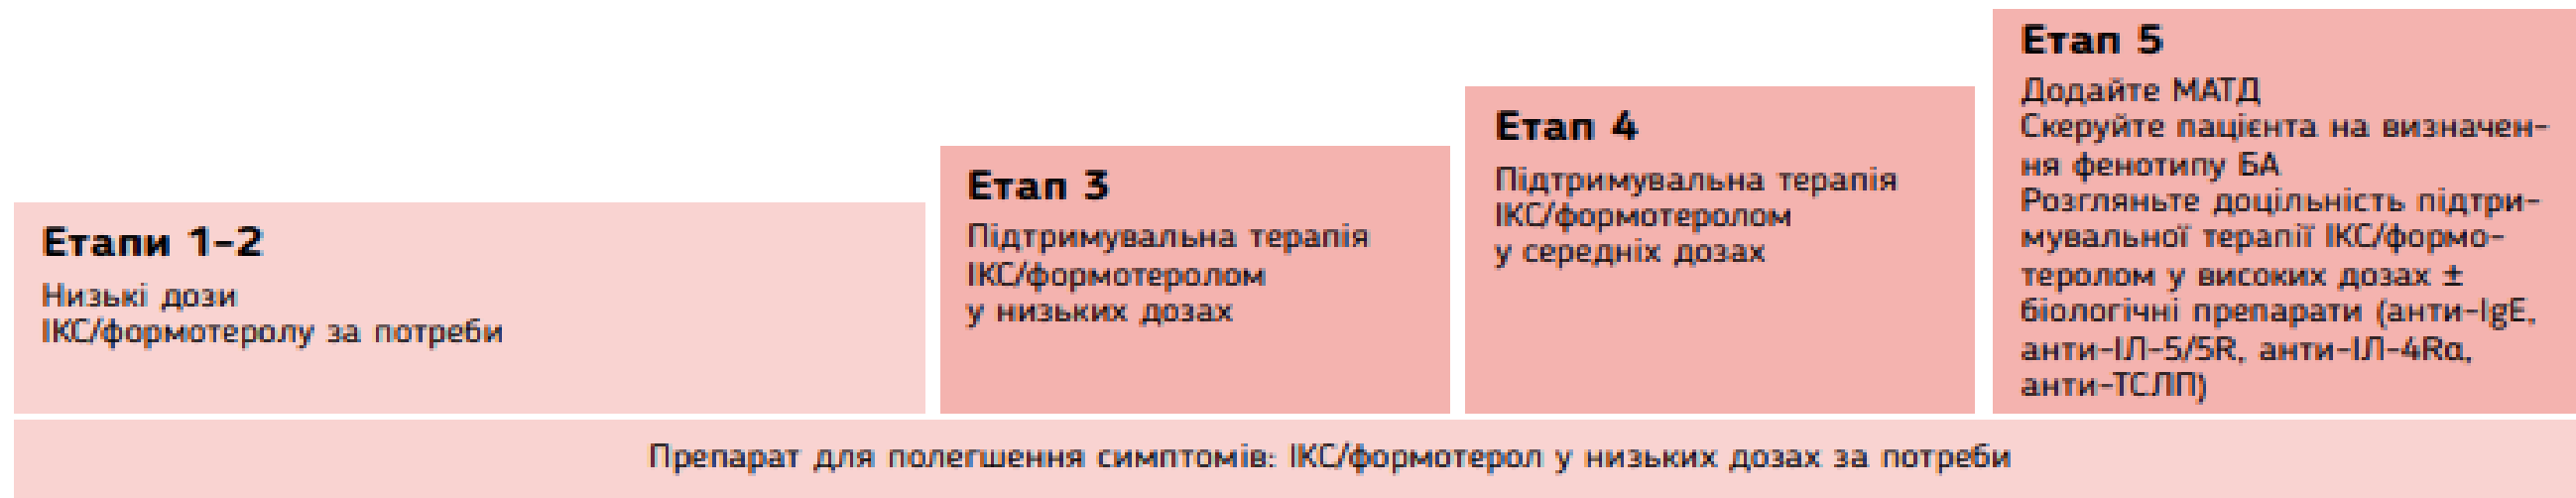 Етапи 1–2
Низькі дози
ІКС/формотеролу за потреби
Етап 3
Підтримувальна терапія
ІКС/формотеролом
у низьких дозах
Етап 4
Підтримувальна терапія
ІКС/формотеролом
у середніх дозах
Етап 5
Додайте МАТД
Скеруйте пацієнта на визначен-
ня фенотипу БА
Розгляньте доцільність підтри-
мувальної терапії ІКС/формо-
теролом у високих дозах ±
біологічні препарати (анти-IgE,
анти-ІЛ-5/5R, анти-ІЛ-4Rα,
анти-ТСЛП)
Препарат для полегшення симптомів: ІКС/формотерол у низьких дозах за потреби